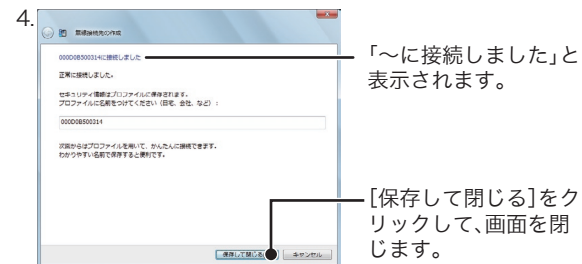 4.
無線接続先の作成
000D0B500314に接続しました
正常に接続しました。
セキュリティ情報はプロファイルに保存されます。
プロファイルに名前をつけてください（自宅、会社、など）：
000D0B500314
次回からはプロファイルを用いて、かんたんに接続できます。
わかりやすい名前で保存すると便利です。
保存して閉じる
キャンセル
「～に接続しました」と
表示されます。
[保存して閉じる]をク
リックして、画面を閉
じます。